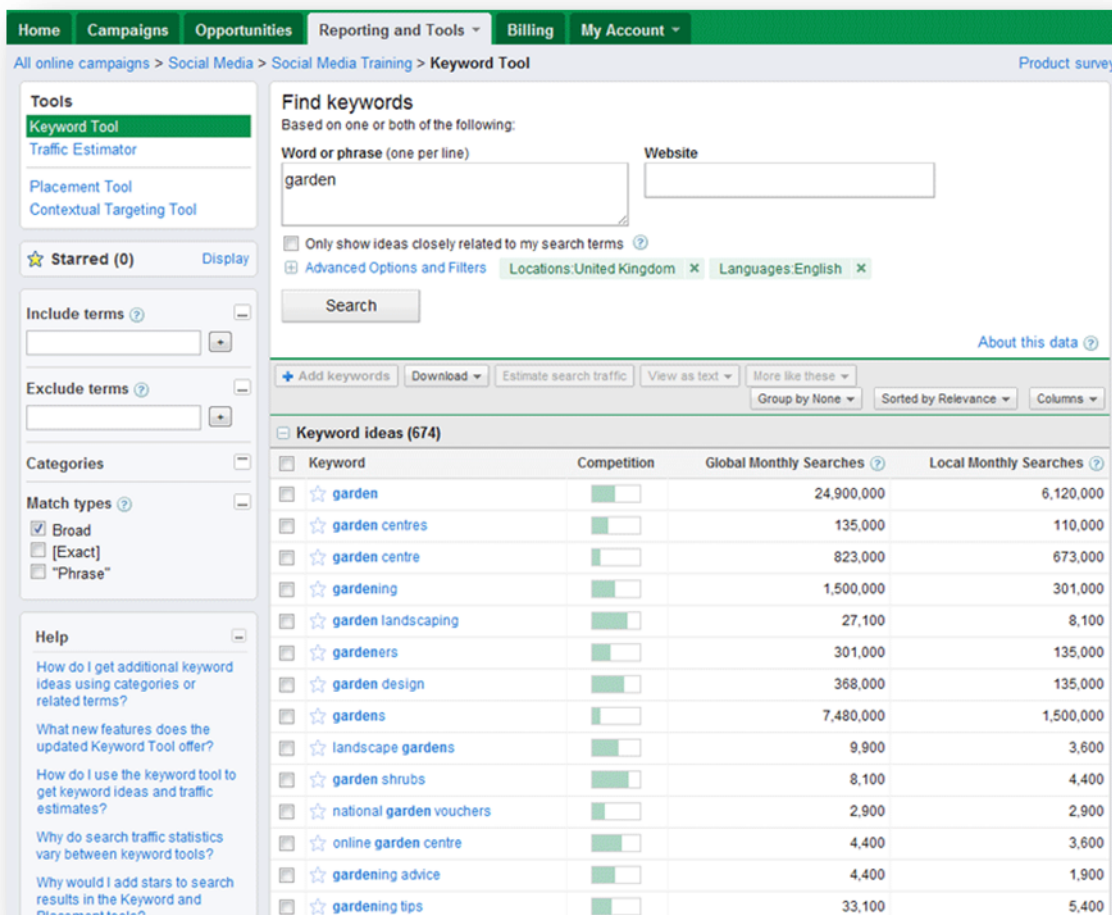 Home Campaigns Opportunities Reporting and Tools Billing My Account
All online campaigns > Social Media > Social Media Training > Keyword Tool Product survey
Tools
Keyword Tool
Traffic Estimator
Placement Tool
Contextual Targeting Tool
Starred (0) Display
Include terms
Exclude terms
Categories
Match types
Broad
[Exact]
"Phrase"
Help
How do I get additional keyword
ideas using categories or
related terms?
What new features does the
updated Keyword Tool offer?
How do I use the keyword tool to
get keyword ideas and traffic
estimates?
Why do search traffic statistics
vary between keyword tools?
Why would I add stars to search
results in the Keyword and
Placement tools?
Find keywords
Based on one or both of the following:
Word or phrase (one per line) Website
garden
Only show ideas closely related to my search terms
Advanced Options and Filters Locations:United Kingdom × Languages:English ×
Search
About this data
+ Add keywords Download Estimate search traffic View as text More like these
Group by None Sorted by Relevance Columns
Keyword ideas (674)
Keyword Competition Global Monthly Searches Local Monthly Searches
garden 24,900,000 6,120,000
garden centres 135,000 110,000
garden centre 823,000 673,000
gardening 1,500,000 301,000
garden landscaping 27,100 8,100
gardeners 301,000 135,000
garden design 368,000 135,000
gardens 7,480,000 1,500,000
landscape gardens 9,900 3,600
garden shrubs 8,100 4,400
national garden vouchers 2,900 2,900
online garden centre 4,400 3,600
gardening advice 4,400 1,900
gardening tips 33,100 5,400